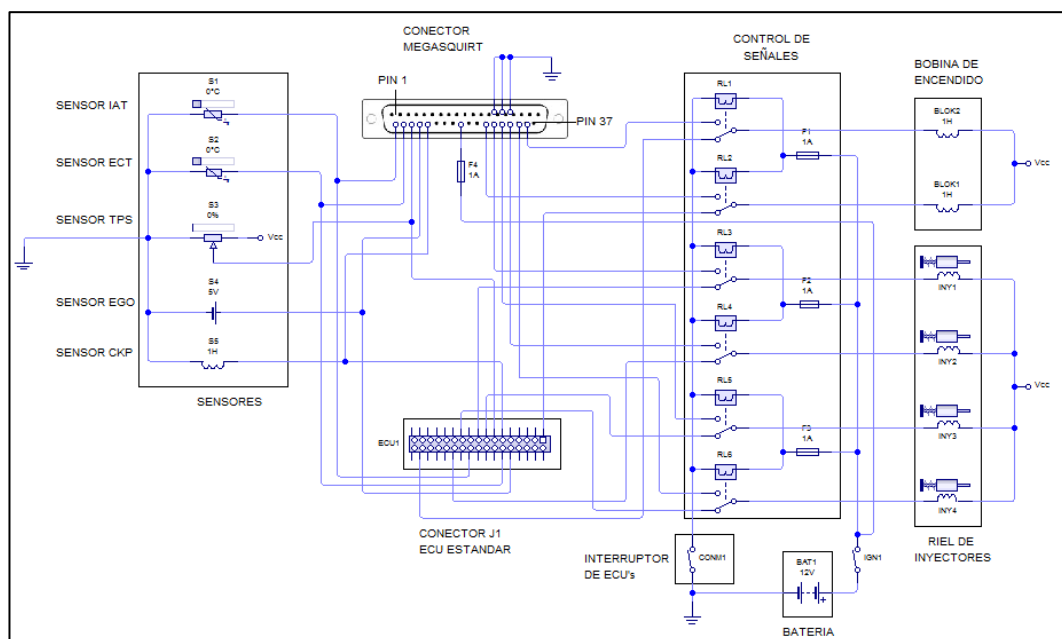 CONECTOR
MEGASQUIRT
PIN 1
PIN 37
F4
1A
SENSOR IAT
SENSOR ECT
SENSOR TPS
SENSOR EGO
SENSOR CKP
S1
0°C
S2
0°C
S3
0%
Vcc
S4
5V
S5
1H
SENSORES
CONTROL DE
SEÑALES
RL1
RL2
RL3
RL4
RL5
RL6
F1
1A
F2
1A
F3
1A
BOBINA DE
ENCENDIDO
BLOK2
1H
BLOK1
1H
Vcc
INY1
INY2
INY3
INY4
Vcc
RIEL DE
INYECTORES
ECU1
CONECTOR J1
ECU ESTANDAR
INTERRUPTOR
DE ECU's
CONM1
BAT1
12V
IGN1
BATERIA